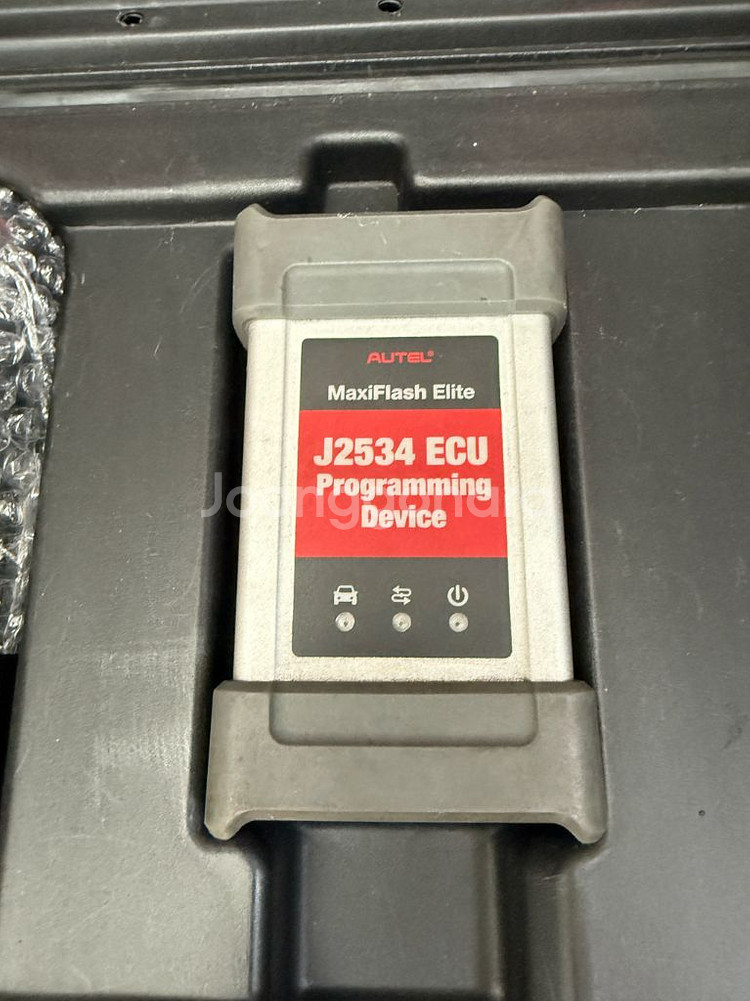 AUTEL®
MaxiFlash Elite
J2534 ECU
Programming
Device